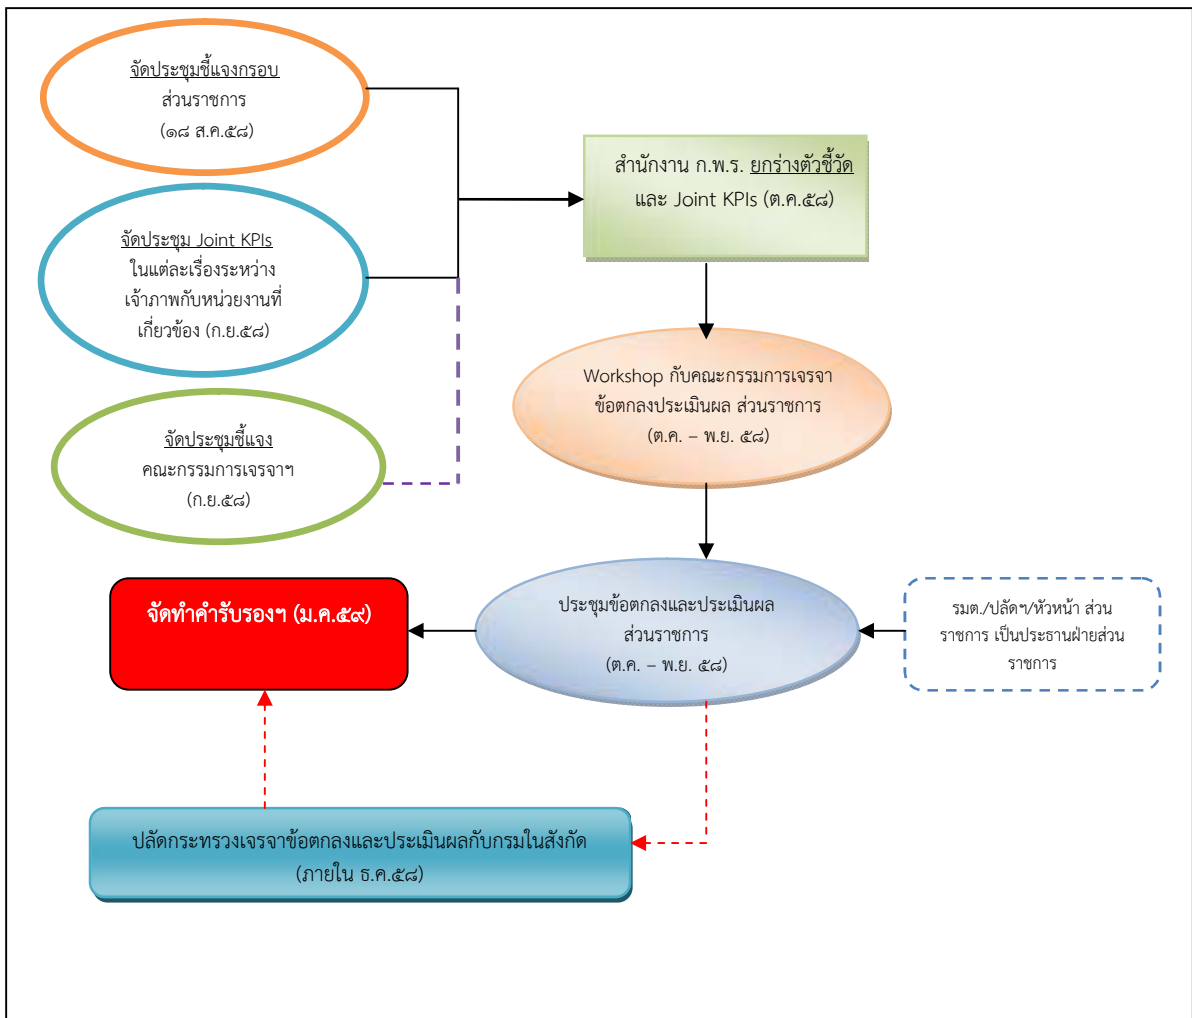 จัดประชุมชี้แจงกรอบ
ส่วนราชการ
(๑๘ ส.ค.๕๘)
จัดประชุม Joint KPIs
ในแต่ละเรื่องระหว่าง
เจ้าภาพกับหน่วยงานที่
เกี่ยวข้อง (ก.ย.๕๘)
จัดประชุมชี้แจง
คณะกรรมการเจรจาฯ
(ก.ย.๕๘)
สำนักงาน ก.พ.ร. ยกร่างตัวชี้วัด
และ Joint KPIs (ต.ค.๕๘)
Workshop กับคณะกรรมการเจรจา
ข้อตกลงประเมินผล ส่วนราชการ
(ต.ค. – พ.ย. ๕๘)
ประชุมข้อตกลงและประเมินผล
ส่วนราชการ
(ต.ค. – พ.ย. ๕๘)
รมต./ปลัดฯ/หัวหน้า ส่วน
ราชการ เป็นประธานฝ่ายส่วน
ราชการ
จัดทำคำรับรองฯ (ม.ค.๕๙)
ปลัดกระทรวงเจรจาข้อตกลงและประเมินผลกับกรมในสังกัด
(ภายใน ธ.ค.๕๘)